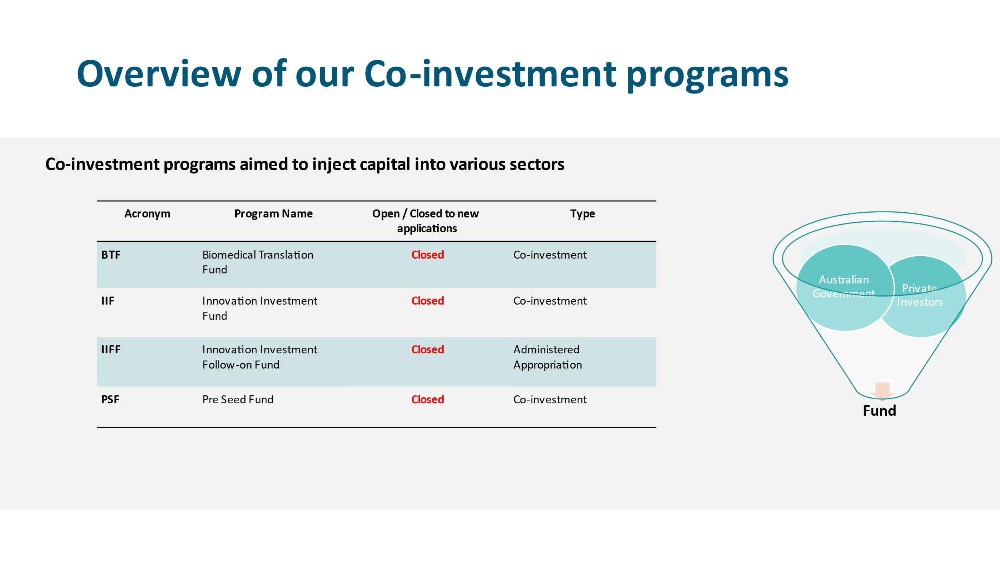 Overview of our Co-investment programs
Co-investment programs aimed to inject capital into various sectors
Acronym Program Name Open / Closed to new Type
applications
BTF Biomedical Translation Closed Co-investment
Fund
IIF Innovation Investment Closed Co-investment
Fund
IIFF Innovation Investment Closed Administered
Follow-on Fund Appropriation
PSF Pre Seed Fund Closed Co-investment
Australian
Government
Private
Investors
Fund